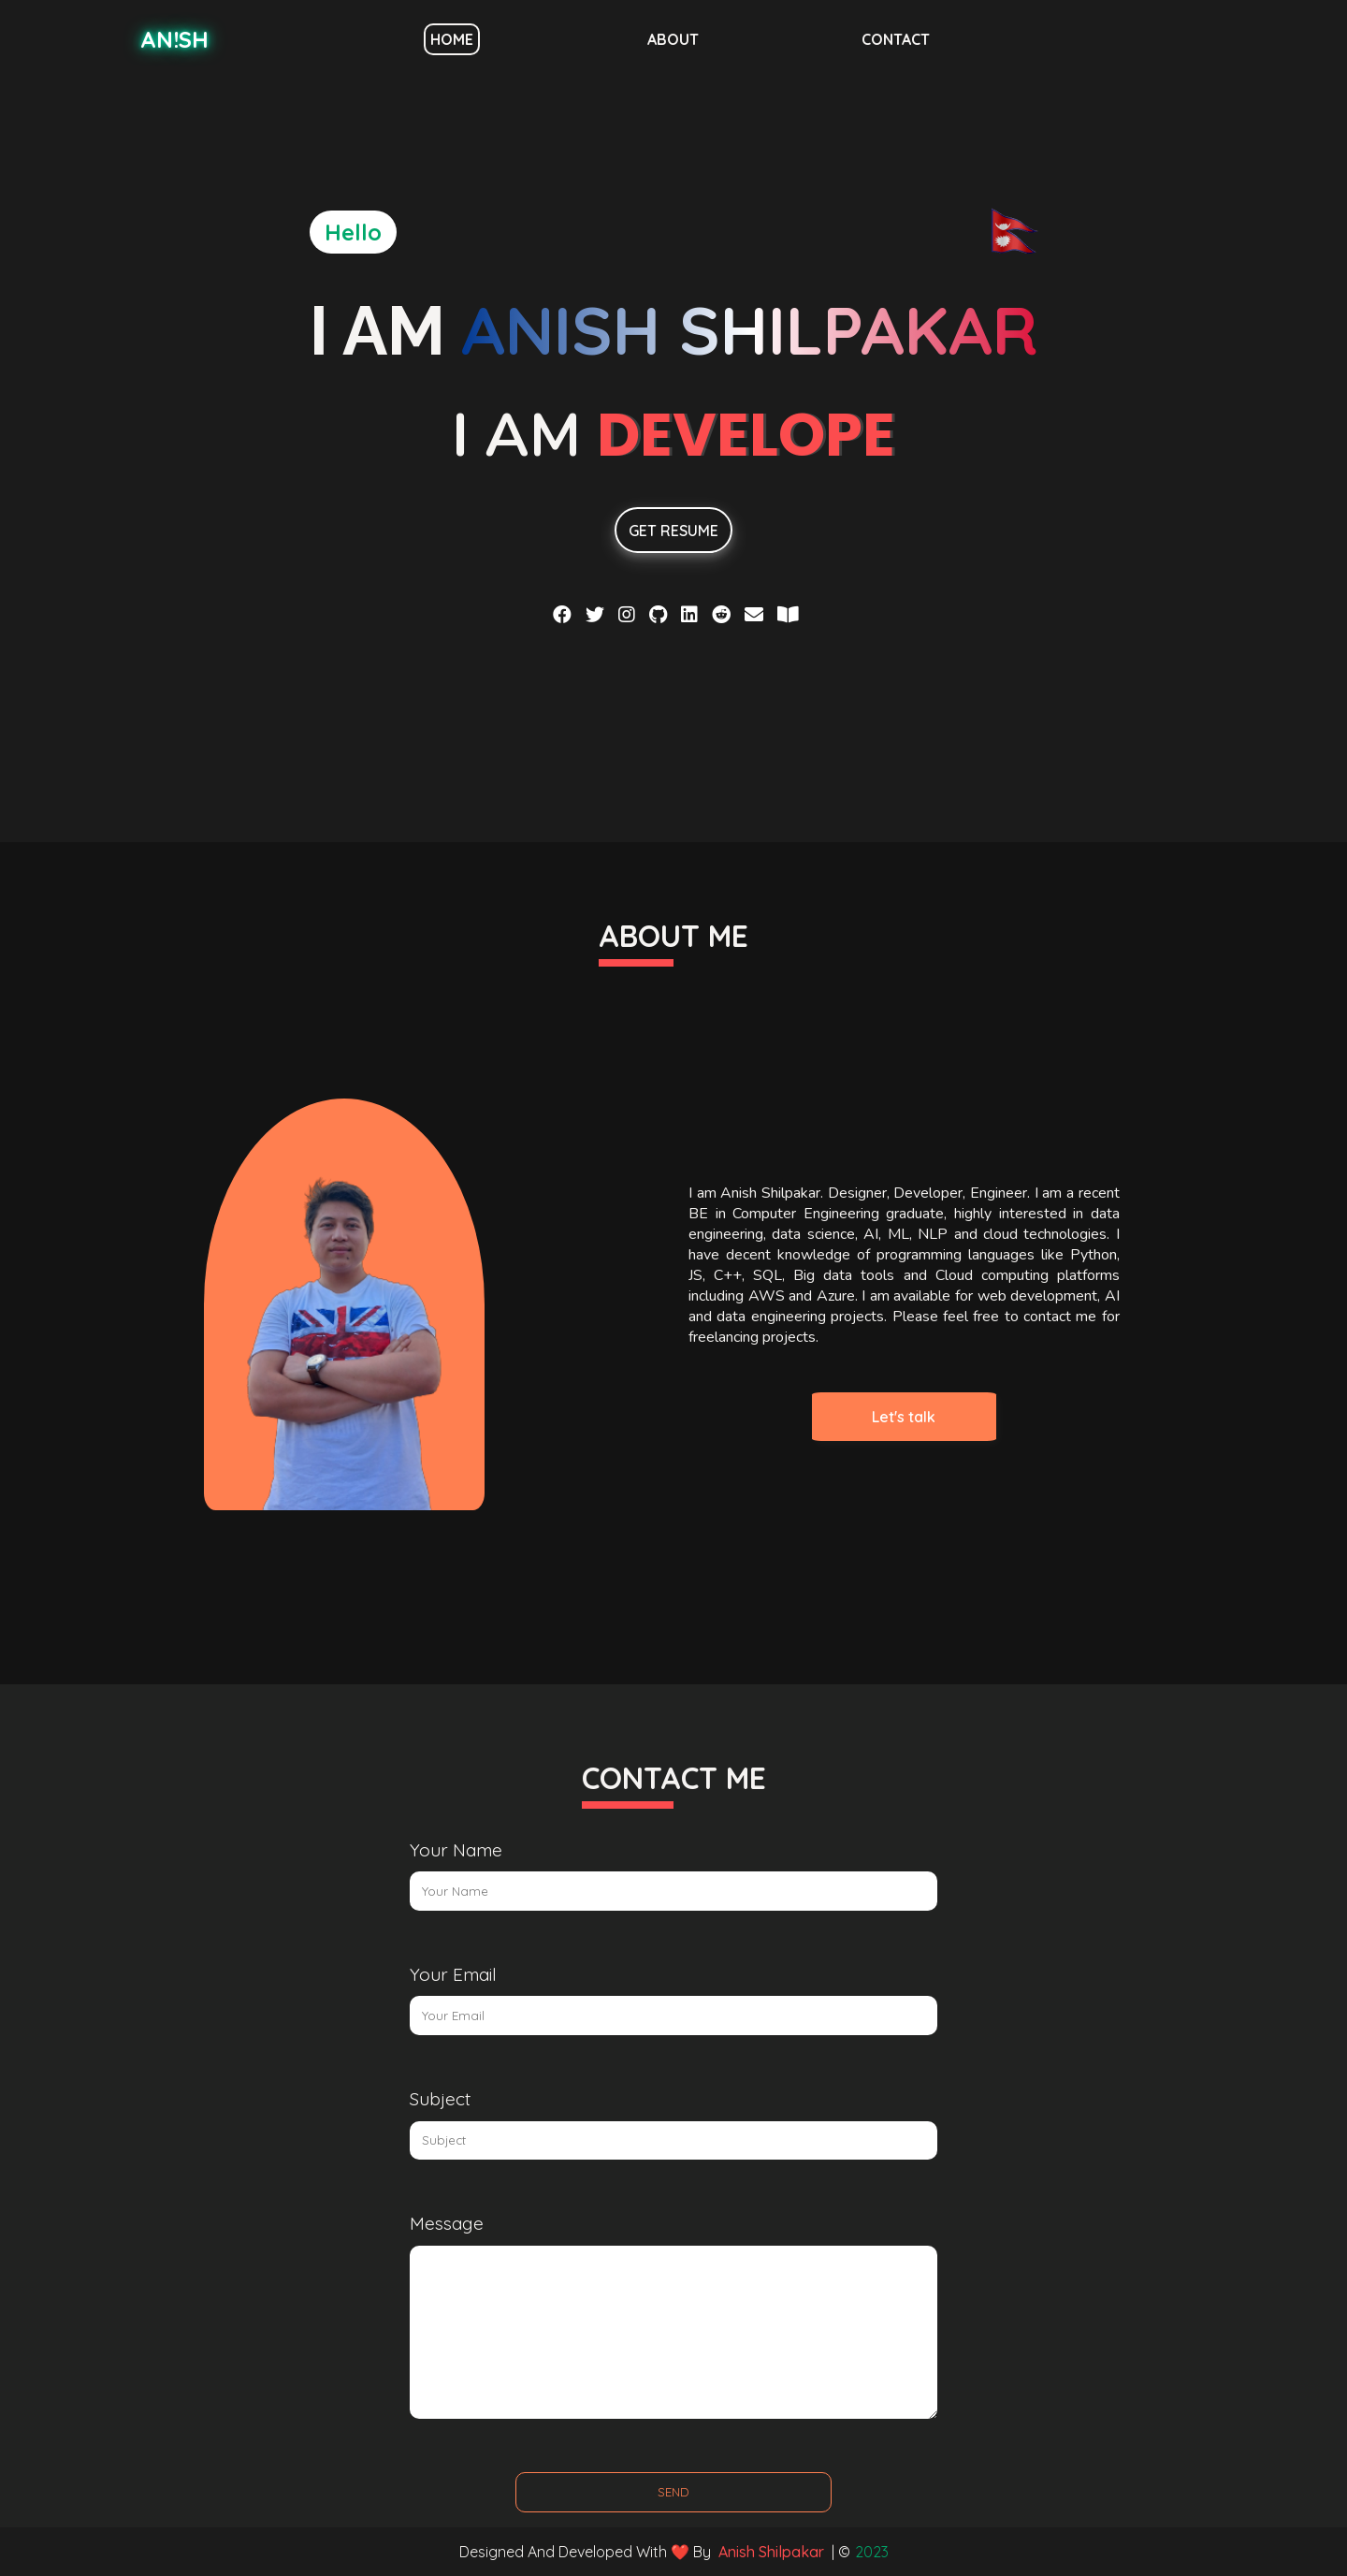 AN!SH HOME ABOUT CONTACT
Hello
I AM ANISH SHILPAKAR
I AM DEVELOPE
GET RESUME
ABOUT ME
I am Anish Shilpakar. Designer, Developer, Engineer. I am a recent
BE in Computer Engineering graduate, highly interested in data
engineering, data science, AI, ML, NLP and cloud technologies. I
have decent knowledge of programming languages like Python,
JS, C++, SQL, Big data tools and Cloud computing platforms
including AWS and Azure. I am available for web development, AI
and data engineering projects. Please feel free to contact me for
freelancing projects.
Let's talk
CONTACT ME
Your Name
Your Name
Your Email
Your Email
Subject
Subject
Message
SEND
Designed And Developed With ❤️ By Anish Shilpakar | © 2023